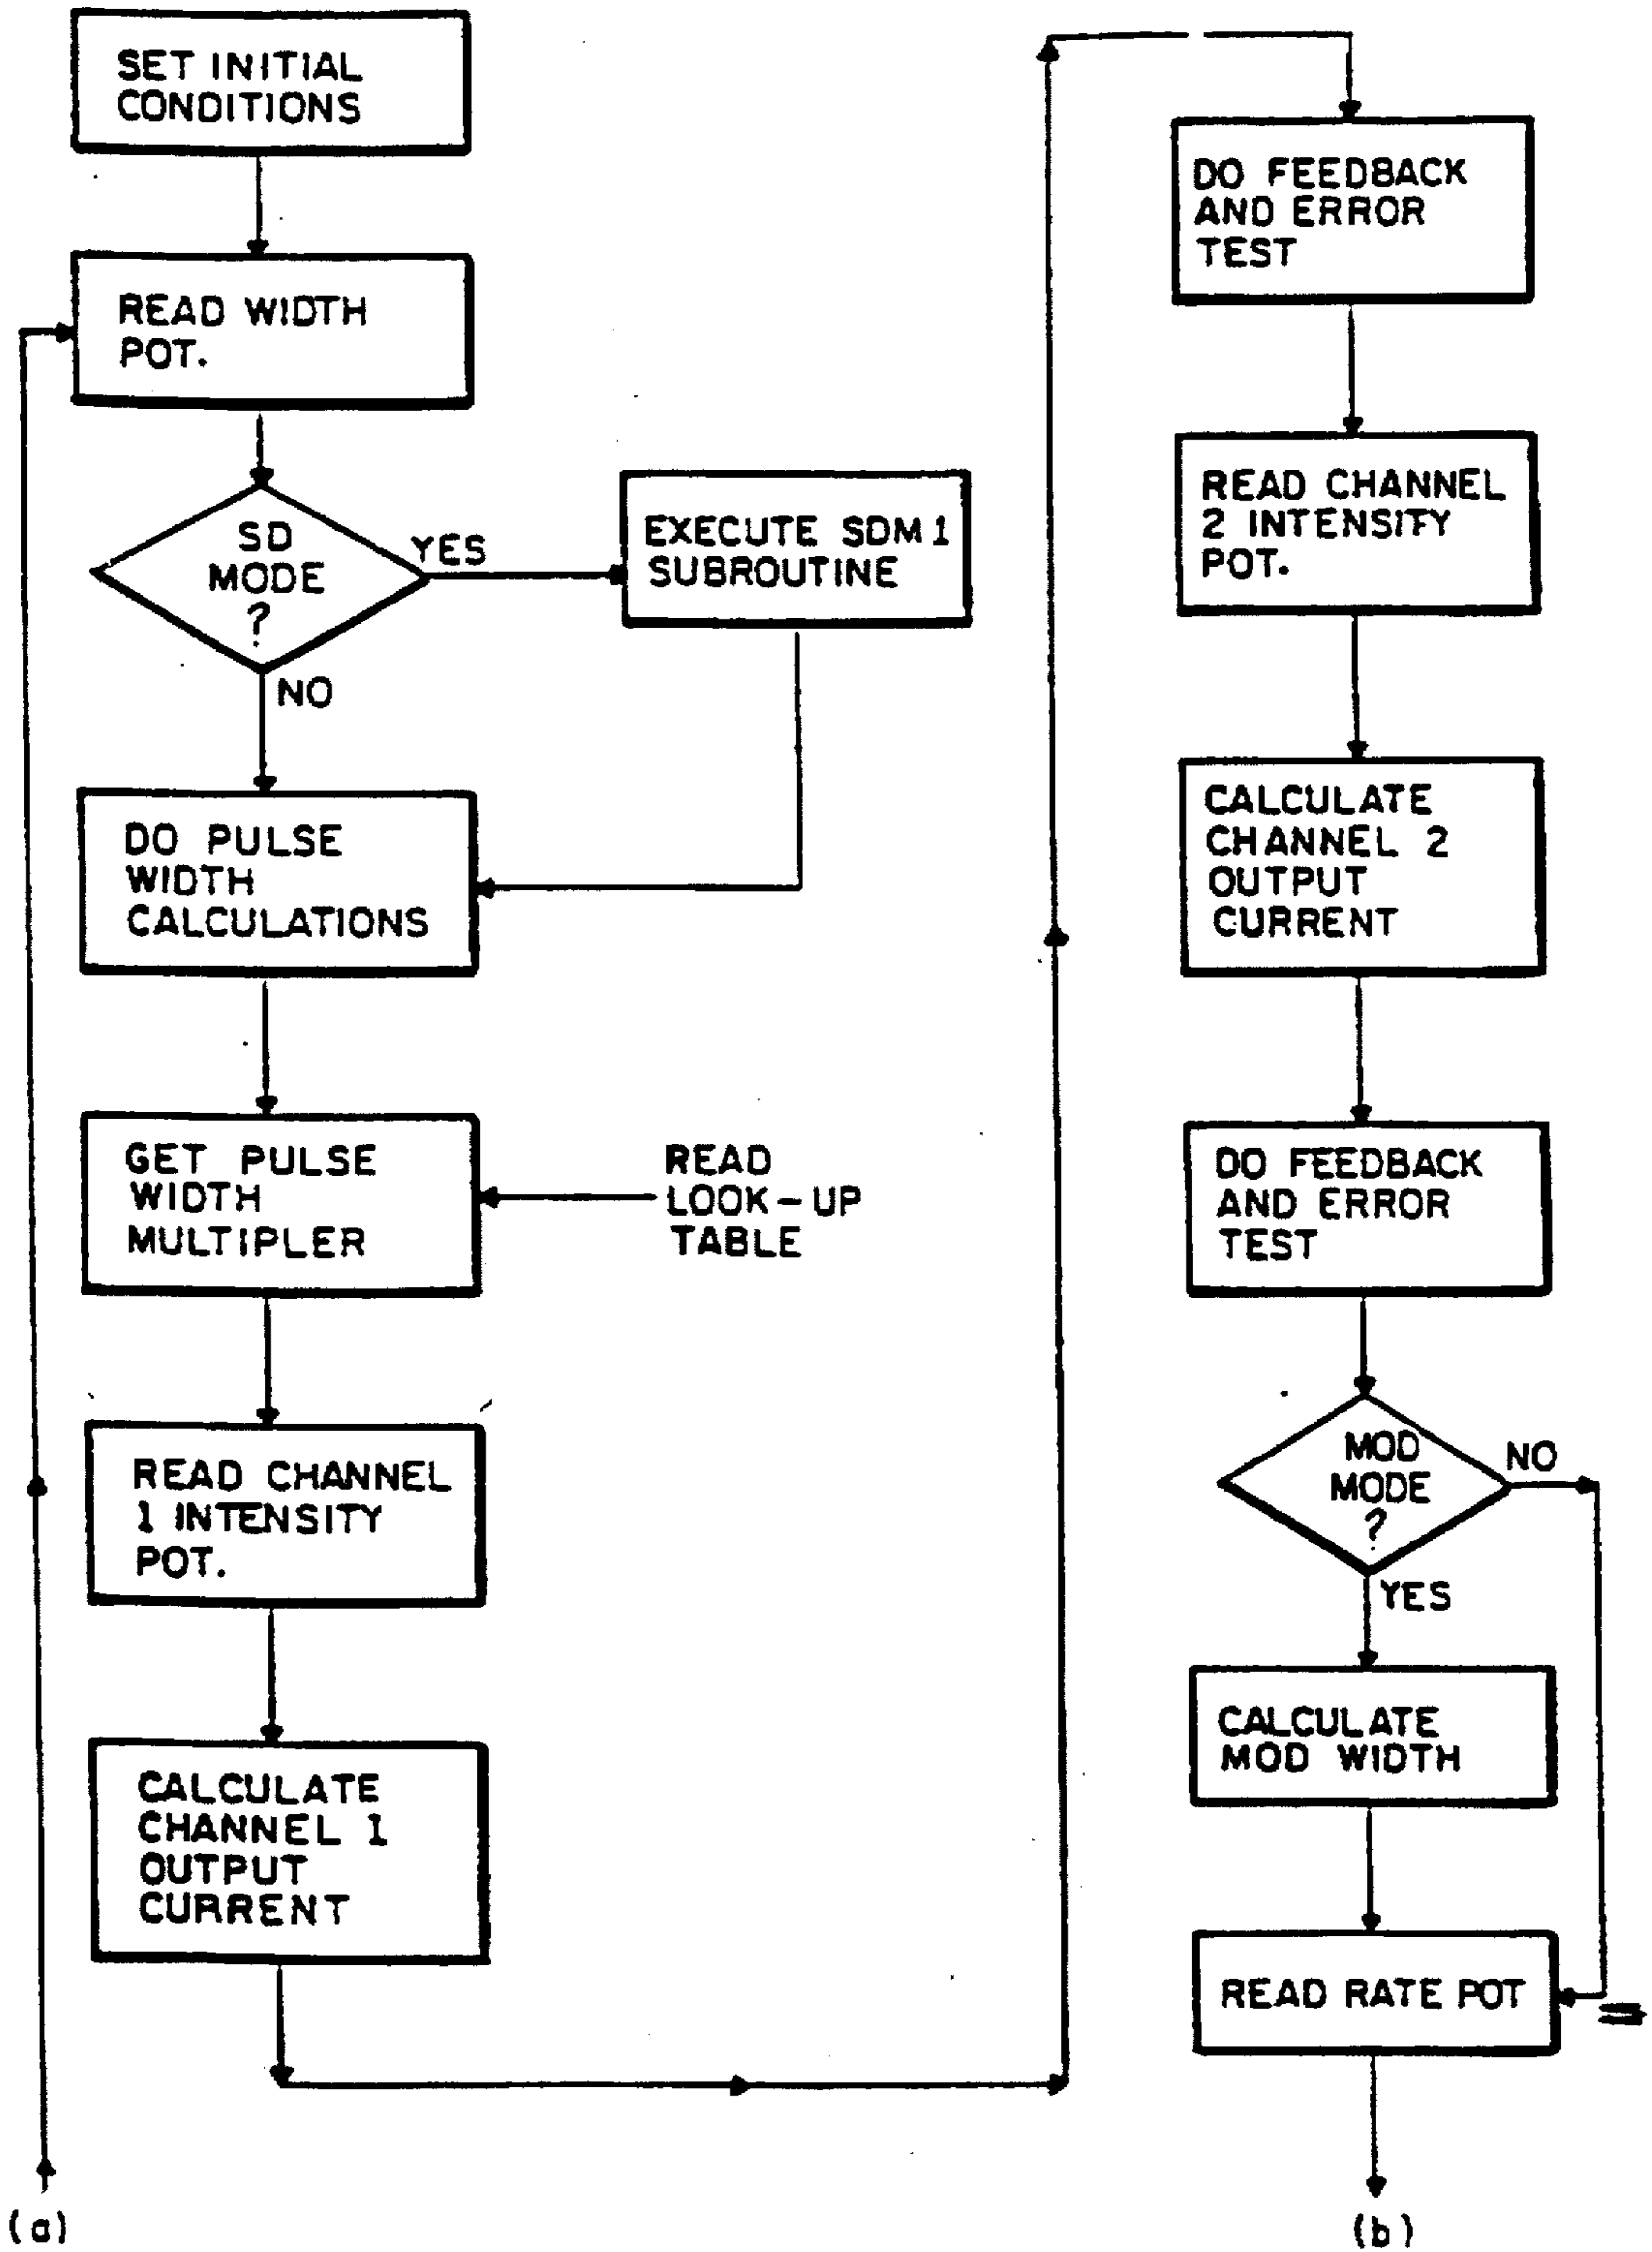 SET INITIAL
CONDITIONS
READ WIDTH
POT.
SD
MODE
?
YES
EXECUTE SDM1
SUBROUTINE
NO
DO PULSE
WIDTH
CALCULATIONS
GET PULSE
WIDTH
MULTIPLER
READ
LOOK-UP
TABLE
READ CHANNEL
1 INTENSITY
POT.
CALCULATE
CHANNEL 1
OUTPUT
CURRENT
(a)
DO FEEDBACK
AND ERROR
TEST
READ CHANNEL
2 INTENSITY
POT.
CALCULATE
CHANNEL 2
OUTPUT
CURRENT
DO FEEDBACK
AND ERROR
TEST
MOD
MODE
?
NO
YES
CALCULATE
MOD WIDTH
READ RATE POT
(b)